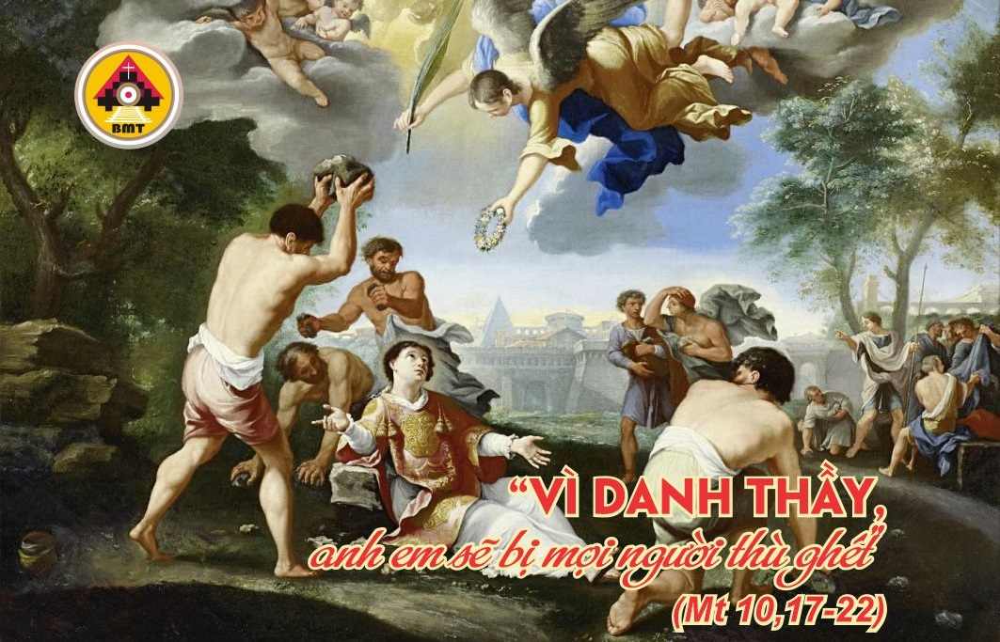 BMT
“VÌ DANH THẦY,
anh em sẽ bị mọi người thù ghét”
(Mt 10,17-22)